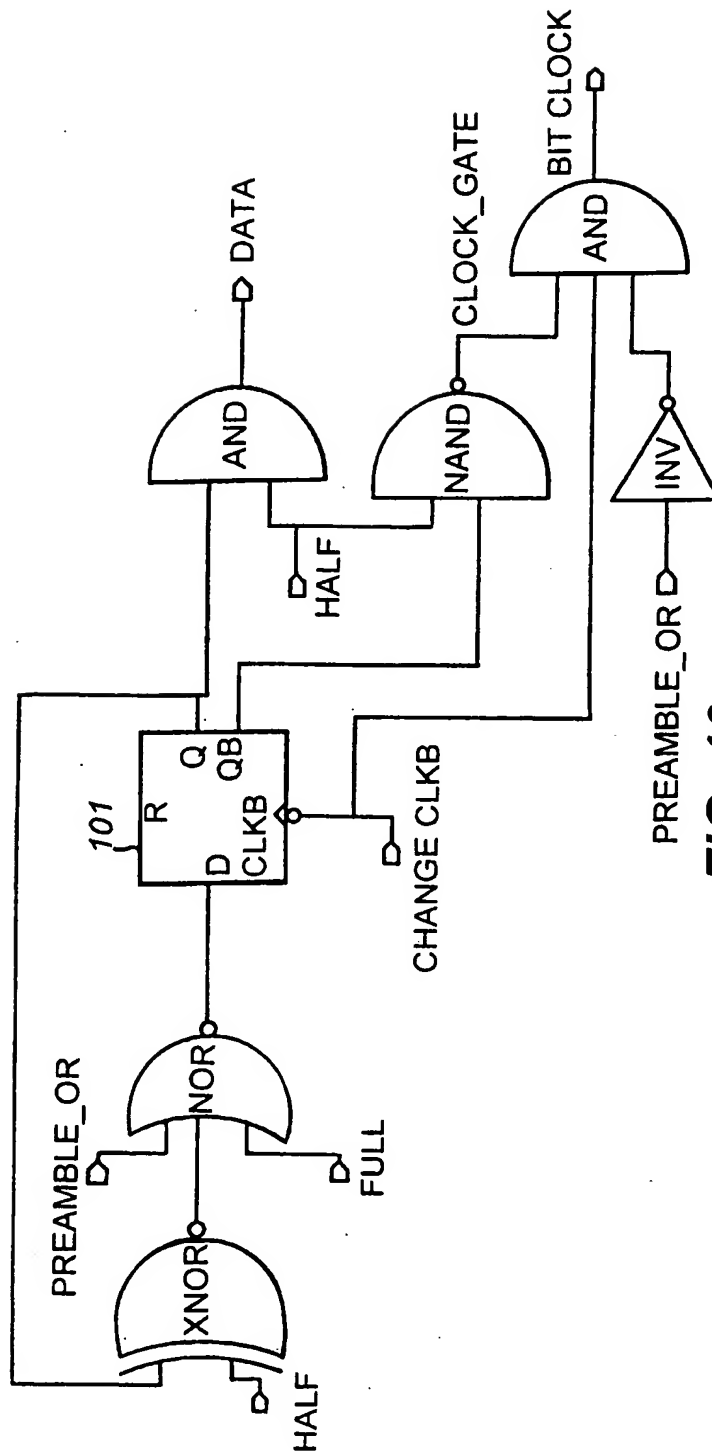 PREAMBLE_OR
HALF
XNOR
NOR
FULL
101
R
D
Q
QB
CLKB
CHANGE CLKB
HALF
AND
DATA
NAND
CLOCK_GATE
PREAMBLE_OR
INV
AND
BIT CLOCK